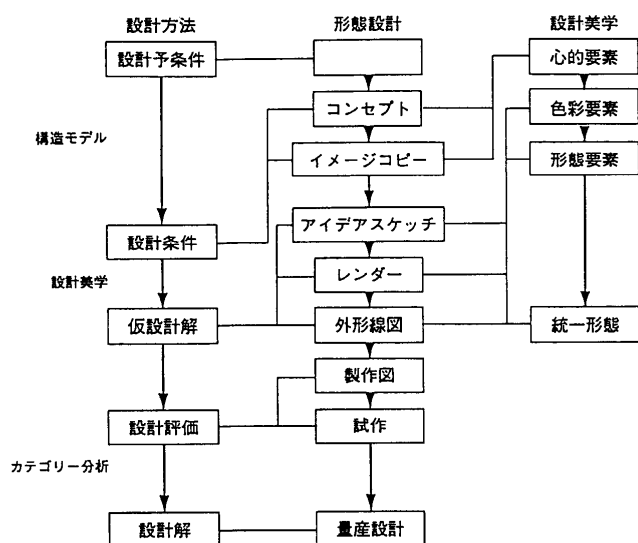 設計方法
形態設計
設計美学
設計予条件
心的要素
コンセプト
色彩要素
構造モデル
イメージコピー
形態要素
アイデアスケッチ
設計条件
設計美学
レンダー
仮設計解
外形線図
統一形態
製作図
設計評価
試作
カテゴリー分析
設計解
量産設計